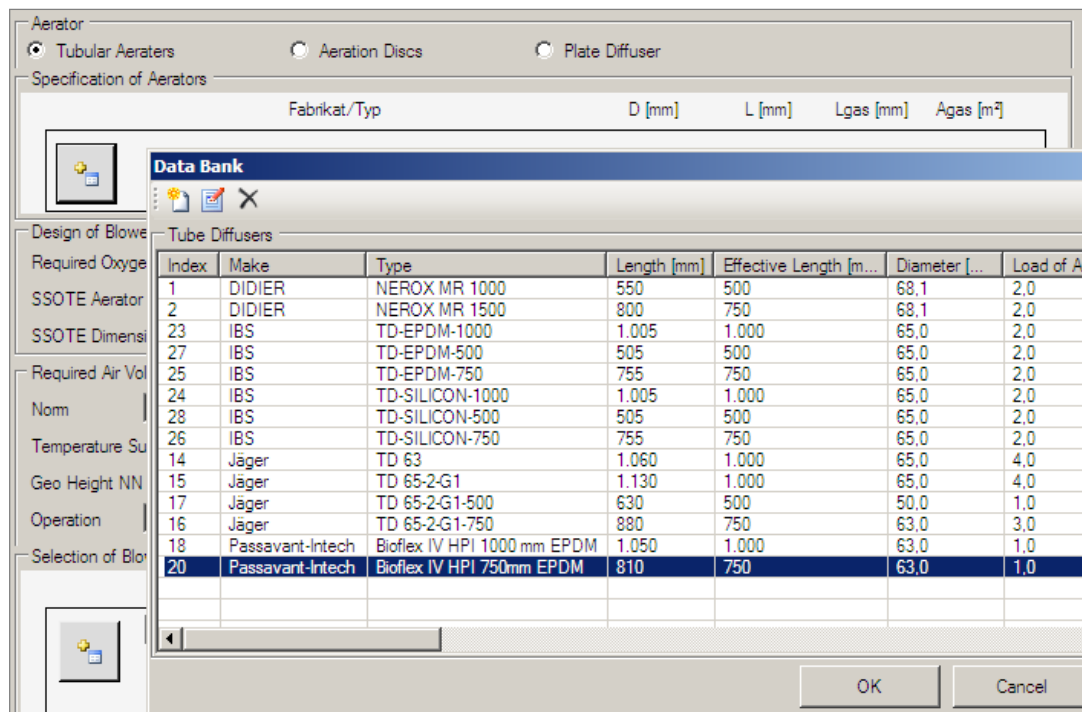 Aerator
Tubular Aeraters Aeration Discs Plate Diffuser
Specification of Aerators
Fabrikat/Typ D [mm] L [mm] Lgas [mm] Agas [m²]
Data Bank
Design of Blowe
Tube Diffusers
Required Oxyge
Index Make Type Length [mm] Effective Length [m... Diameter [... Load of A
1 DIDIER NEROX MR 1000 550 500 68,1 2,0
SSOTE Aerator
2 DIDIER NEROX MR 1500 800 750 68,1 2,0
23 IBS TD-EPDM-1000 1.005 1.000 65,0 2,0
SSOTE Dimensi
27 IBS TD-EPDM-500 505 500 65,0 2,0
Required Air Vol
25 IBS TD-EPDM-750 755 750 65,0 2,0
24 IBS TD-SILICON-1000 1.005 1.000 65,0 2,0
Norm
28 IBS TD-SILICON-500 505 500 65,0 2,0
26 IBS TD-SILICON-750 755 750 65,0 2,0
Temperature Su
14 Jäger TD 63 1.060 1.000 65,0 4,0
15 Jäger TD 65-2-G1 1.130 1.000 65,0 4,0
Geo Height NN
17 Jäger TD 65-2-G1-500 630 500 50,0 1,0
16 Jäger TD 65-2-G1-750 880 750 63,0 3,0
Operation
18 Passavant-Intech Bioflex IV HPI 1000 mm EPDM 1.050 1.000 63,0 1,0
Selection of Blo
20 Passavant-Intech Bioflex IV HPI 750mm EPDM 810 750 63,0 1,0
OK Cancel